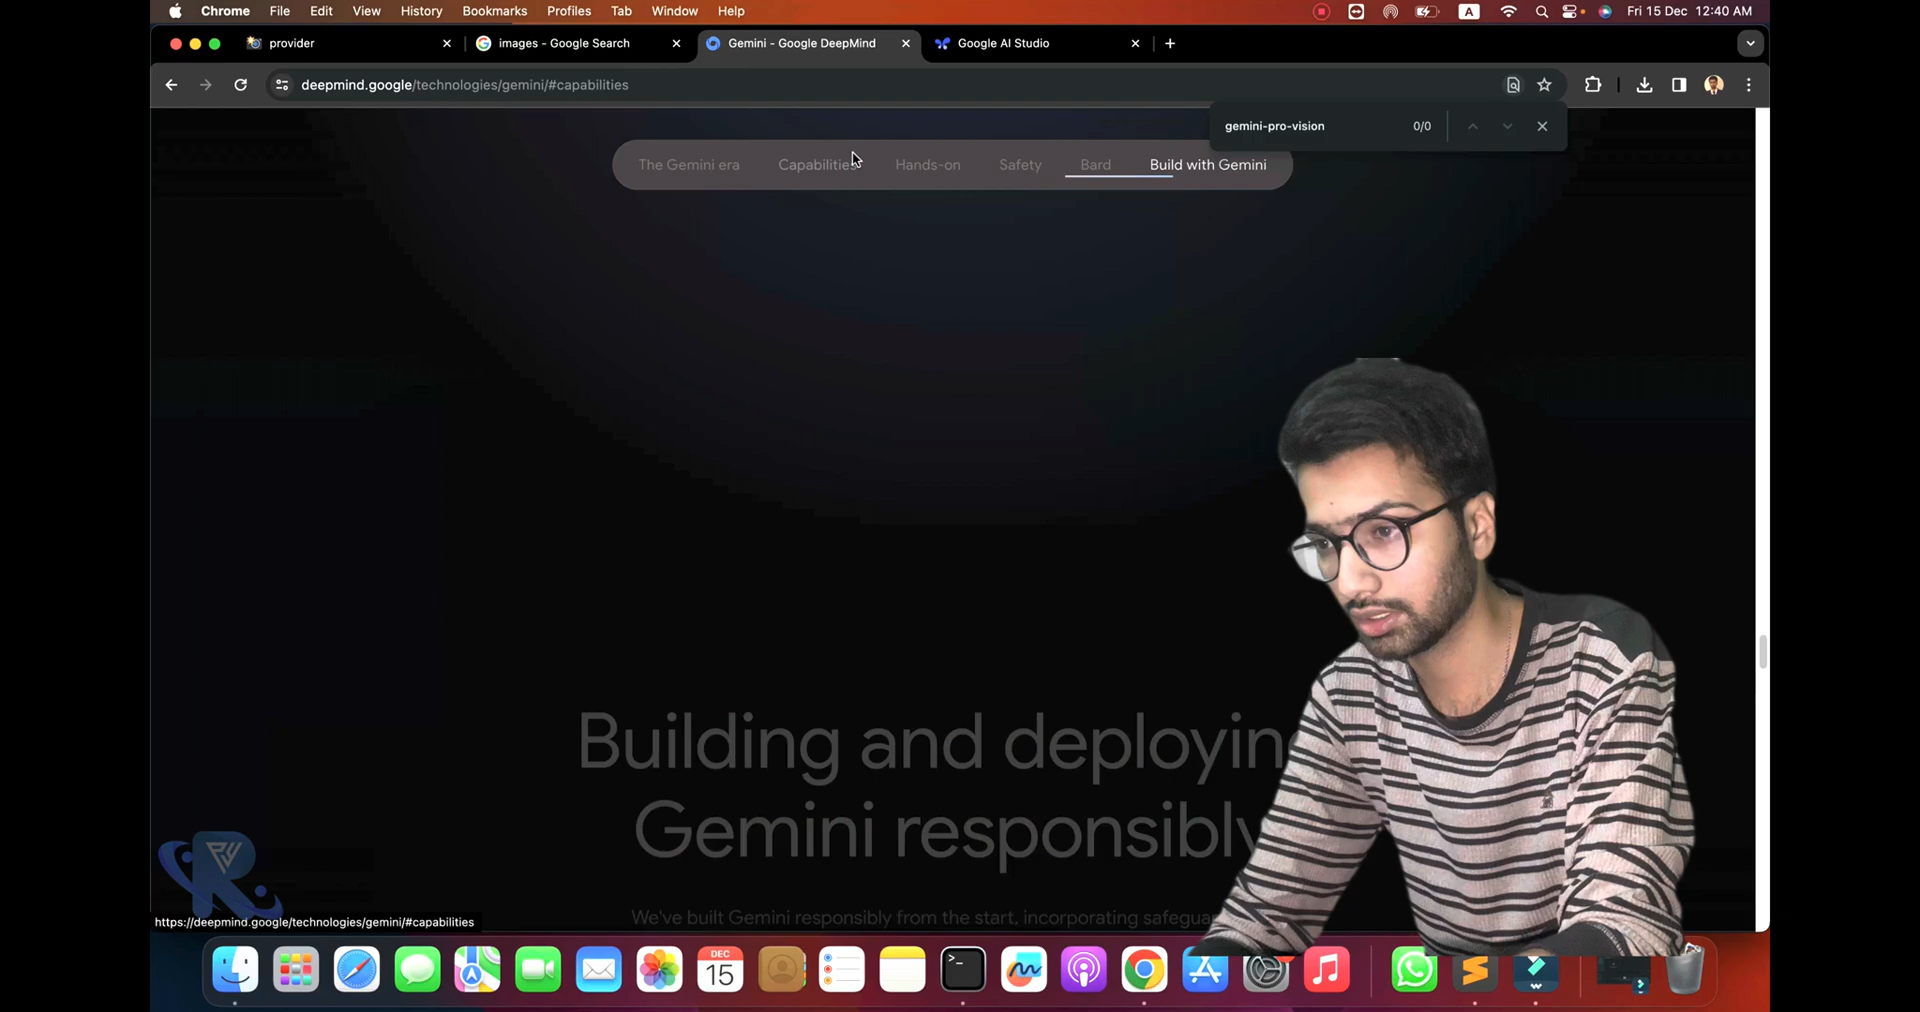 Chrome File Edit View History Bookmarks Profiles Tab Window Help
A
Fri 15 Dec 12:40 AM
provider
images - Google Search
Gemini - Google DeepMind
Google AI Studio
deepmind.google/technologies/gemini/#capabilities
gemini-pro-vision 0/0
The Gemini era Capabilities Hands-on Safety Bard Build with Gemini
Building and deploying
Gemini responsibly
We've built Gemini responsibly from the start, incorporating
https://deepmind.google/technologies/gemini/#capabilities
DEC
15